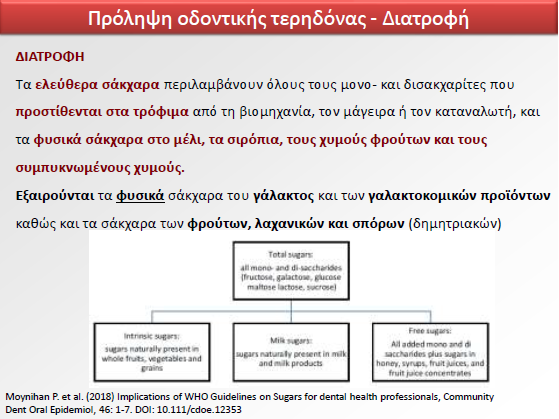 Πρόληψη οδοντικής τερηδόνας - Διατροφή
ΔΙΑΤΡΟΦΗ
Τα ελεύθερα σάκχαρα περιλαμβάνουν όλους τους μονο- και δισακχαρίτες που
προστίθενται στα τρόφιμα από τη βιομηχανία, τον μάγειρα ή τον καταναλωτή, και
τα φυσικά σάκχαρα στο μέλι, τα σιρόπια, τους χυμούς φρούτων και τους
συμπυκνωμένους χυμούς.
Εξαιρούνται τα φυσικά σάκχαρα του γάλακτος και των γαλακτοκομικών προϊόντων
καθώς και τα σάκχαρα των φρούτων, λαχανικών και σπόρων (δημητριακών)
Total sugars:
all mono- and di-saccharides
(fructose, galactose, glucose
maltose lactose, sucrose)
Intrinsic sugars:
sugars naturally present in
whole fruits, vegetables and
grains
Milk sugars:
sugars naturally present in milk
and milk products
Free sugars:
All added mono and di
saccharides plus sugars in
honey, syrups, fruit juices, and
fruit juice concentrates
Moynihan P. et al. (2018) Implications of WHO Guidelines on Sugars for dental health professionals, Community
Dent Oral Epidemiol, 46: 1-7. DOI: 10.111/cdoe.12353